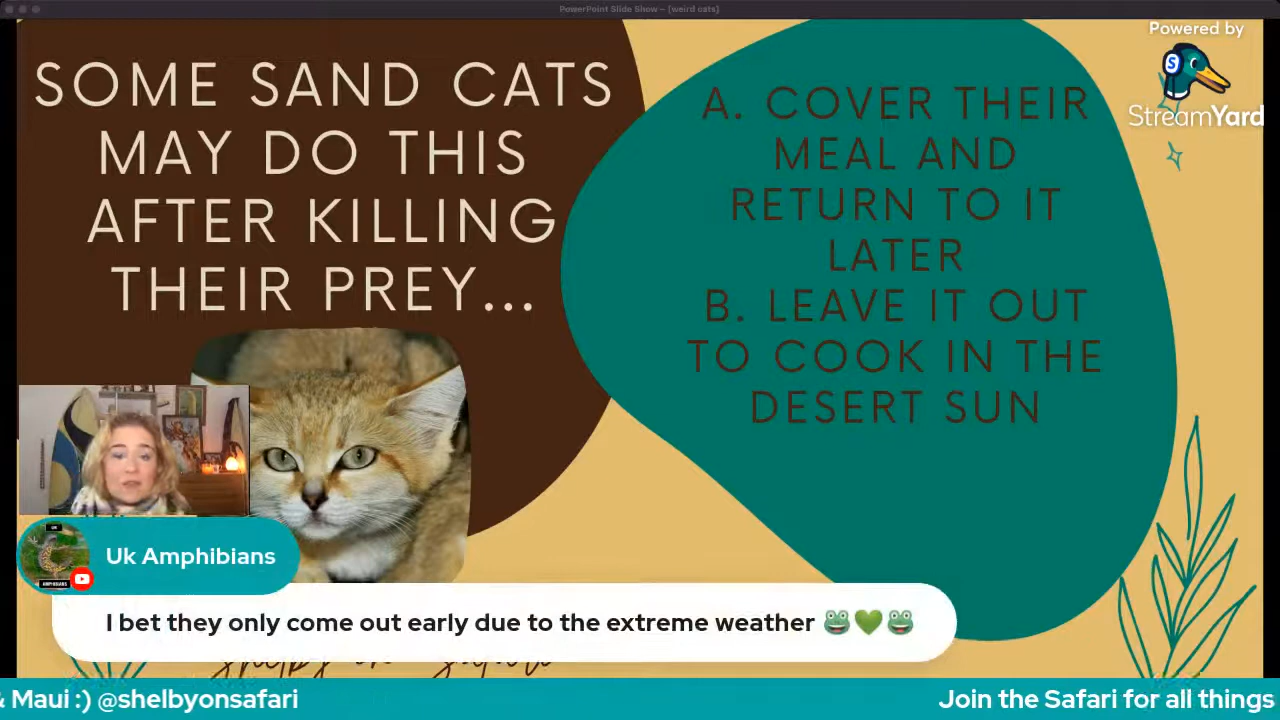 PowerPoint Slide Show – [weird cats]
Powered by
StreamYard
SOME SAND CATS
MAY DO THIS
AFTER KILLING
THEIR PREY...
A. COVER THEIR
MEAL AND
RETURN TO IT
LATER
B. LEAVE IT OUT
TO COOK IN THE
DESERT SUN
Uk Amphibians
I bet they only come out early due to the extreme weather 🐸💚🐸
& Maui :) @shelbyonsafari
Join the Safari for all things